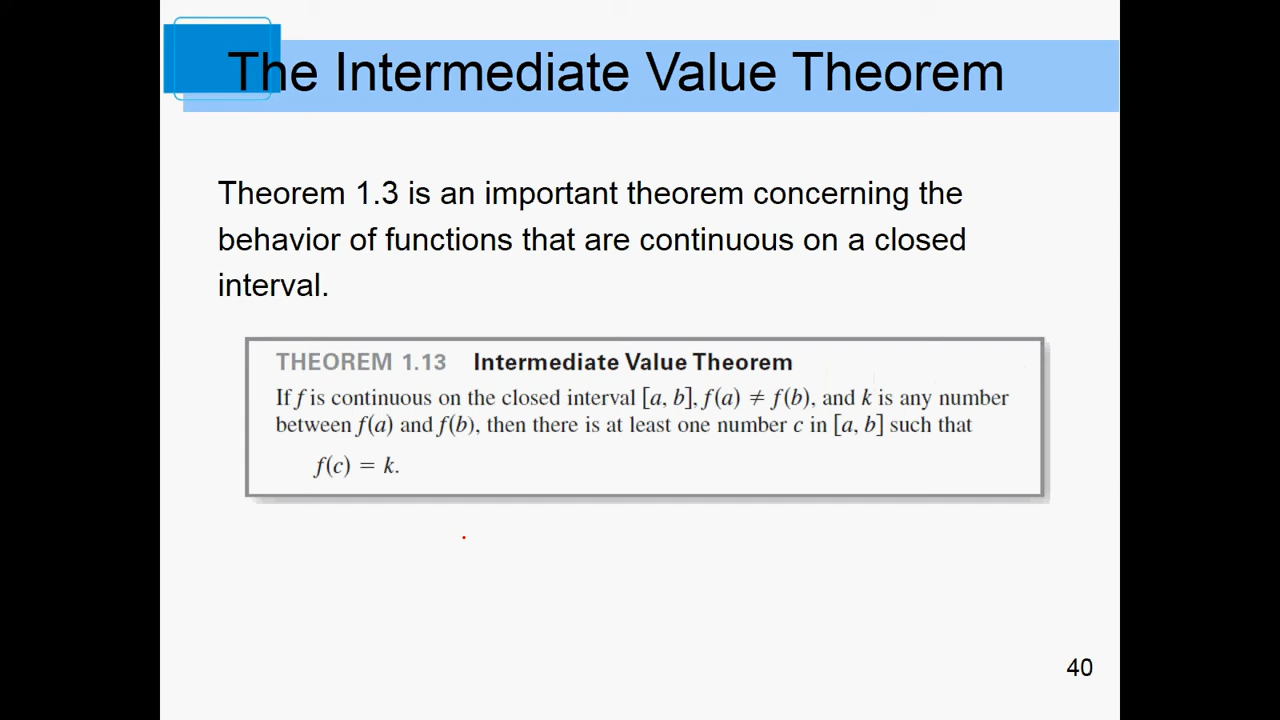 The Intermediate Value Theorem
Theorem 1.3 is an important theorem concerning the
behavior of functions that are continuous on a closed
interval.
THEOREM 1.13 Intermediate Value Theorem
If f is continuous on the closed interval [a, b], f(a) ≠ f(b), and k is any number
between f(a) and f(b), then there is at least one number c in [a, b] such that
f(c) = k.
40